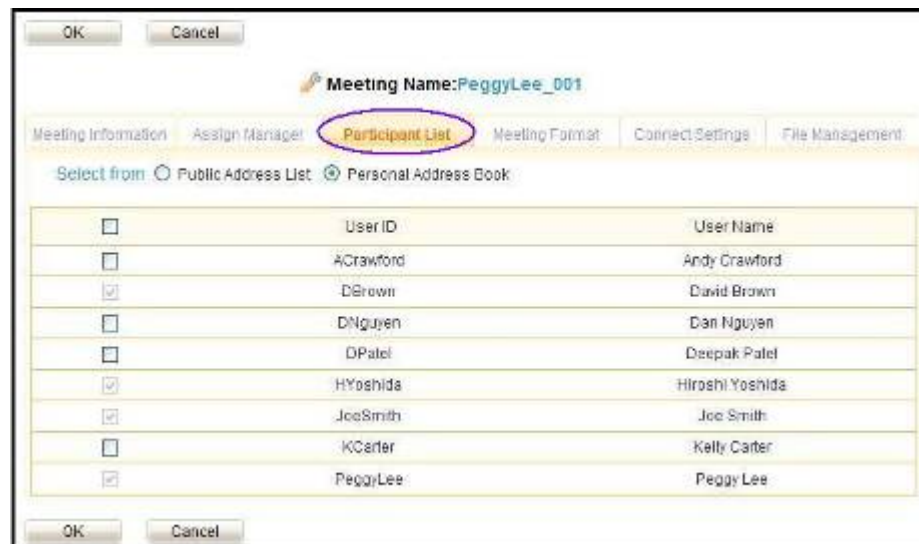 OK Cancel
Meeting Name:PeggyLee_001
Meeting Information Assign Manager Participant List Meeting Format Connect Settings File Management
Select from Public Address List Personal Address Book
User ID User Name
ACrawford Andy Crawford
DBrown David Brown
DNguyen Dan Nguyen
DPatel Deepak Patel
HYoshida Hiroshi Yoshida
JoeSmith Joe Smith
KCarter Kelly Carter
PeggyLee Peggy Lee
OK Cancel